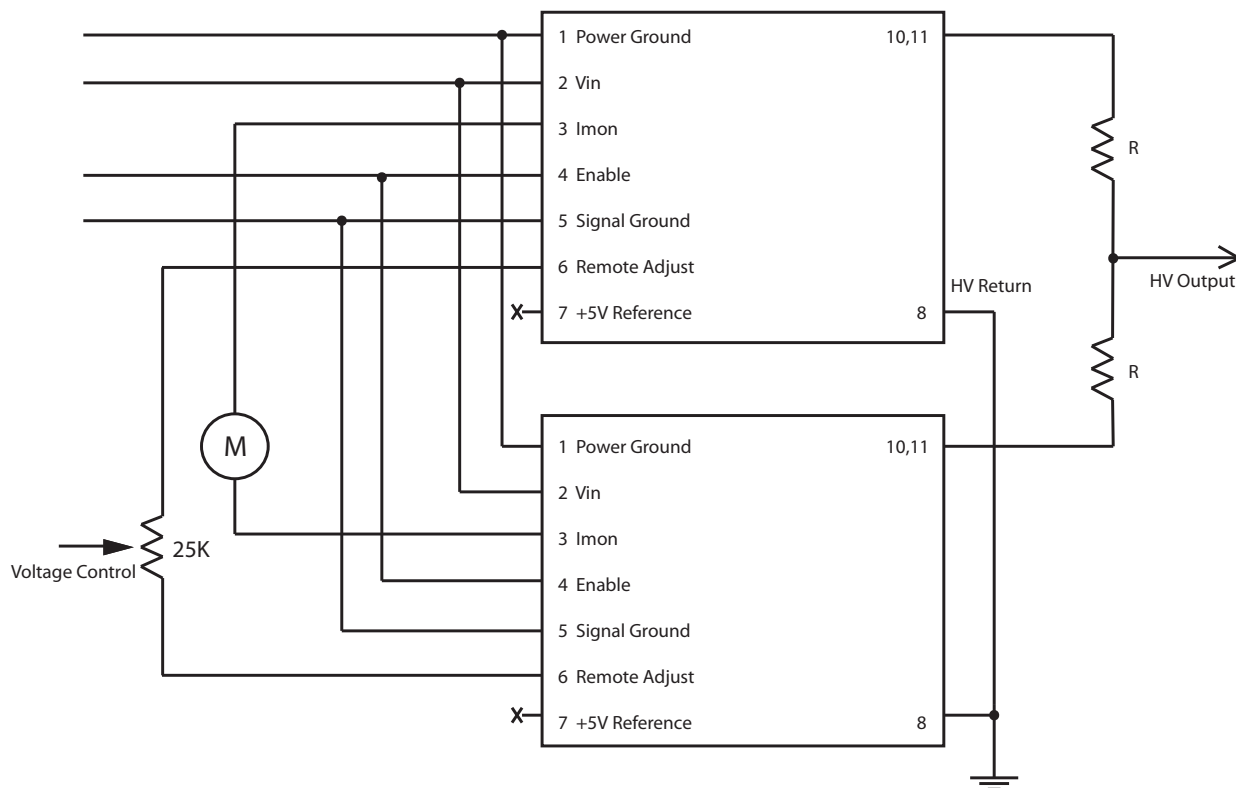 1 Power Ground 10,11
2 Vin
3 Imon
R
4 Enable
5 Signal Ground
6 Remote Adjust
HV Output
HV Return
7 +5V Reference 8
R
M
1 Power Ground 10,11
2 Vin
3 Imon
25K
Voltage Control
4 Enable
5 Signal Ground
6 Remote Adjust
7 +5V Reference 8